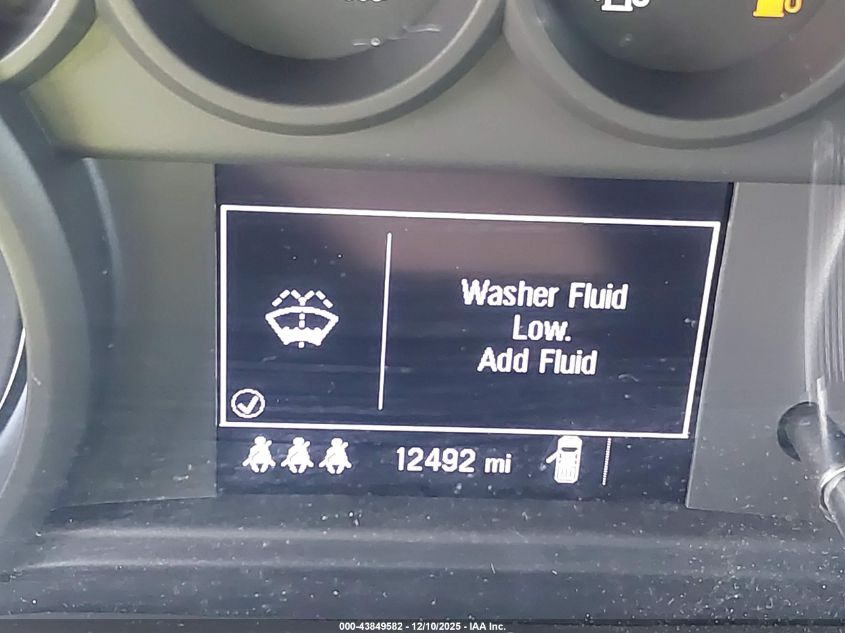 Washer Fluid
Low.
Add Fluid
12492 mi
000-43849582 - 12/10/2025 - IAA Inc.